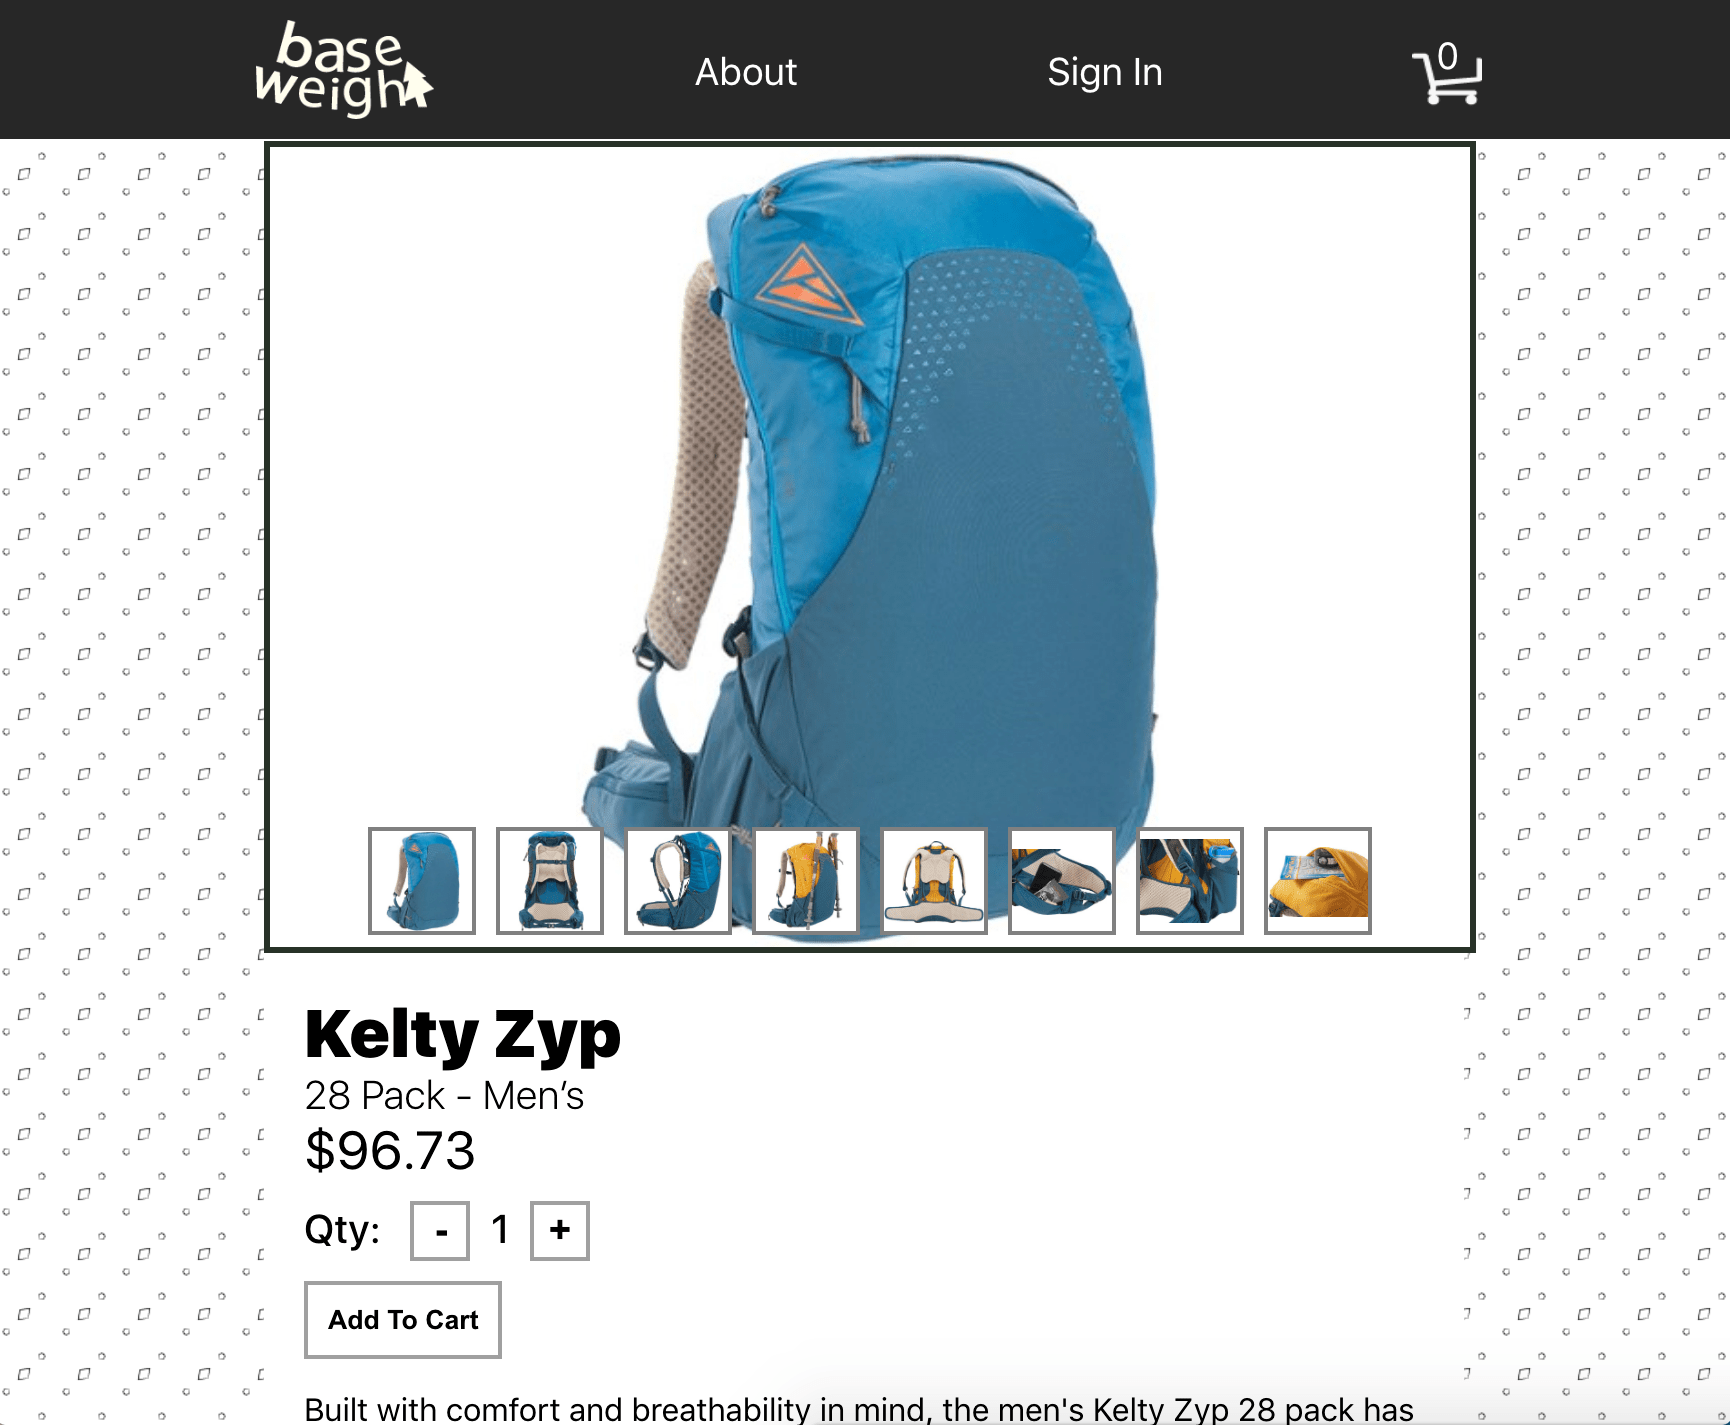 base
weight
About
Sign In
0
Kelty Zyp
28 Pack - Men’s
$96.73
Qty: - 1 +
Add To Cart
Built with comfort and breathability in mind, the men's Kelty Zyp 28 pack has